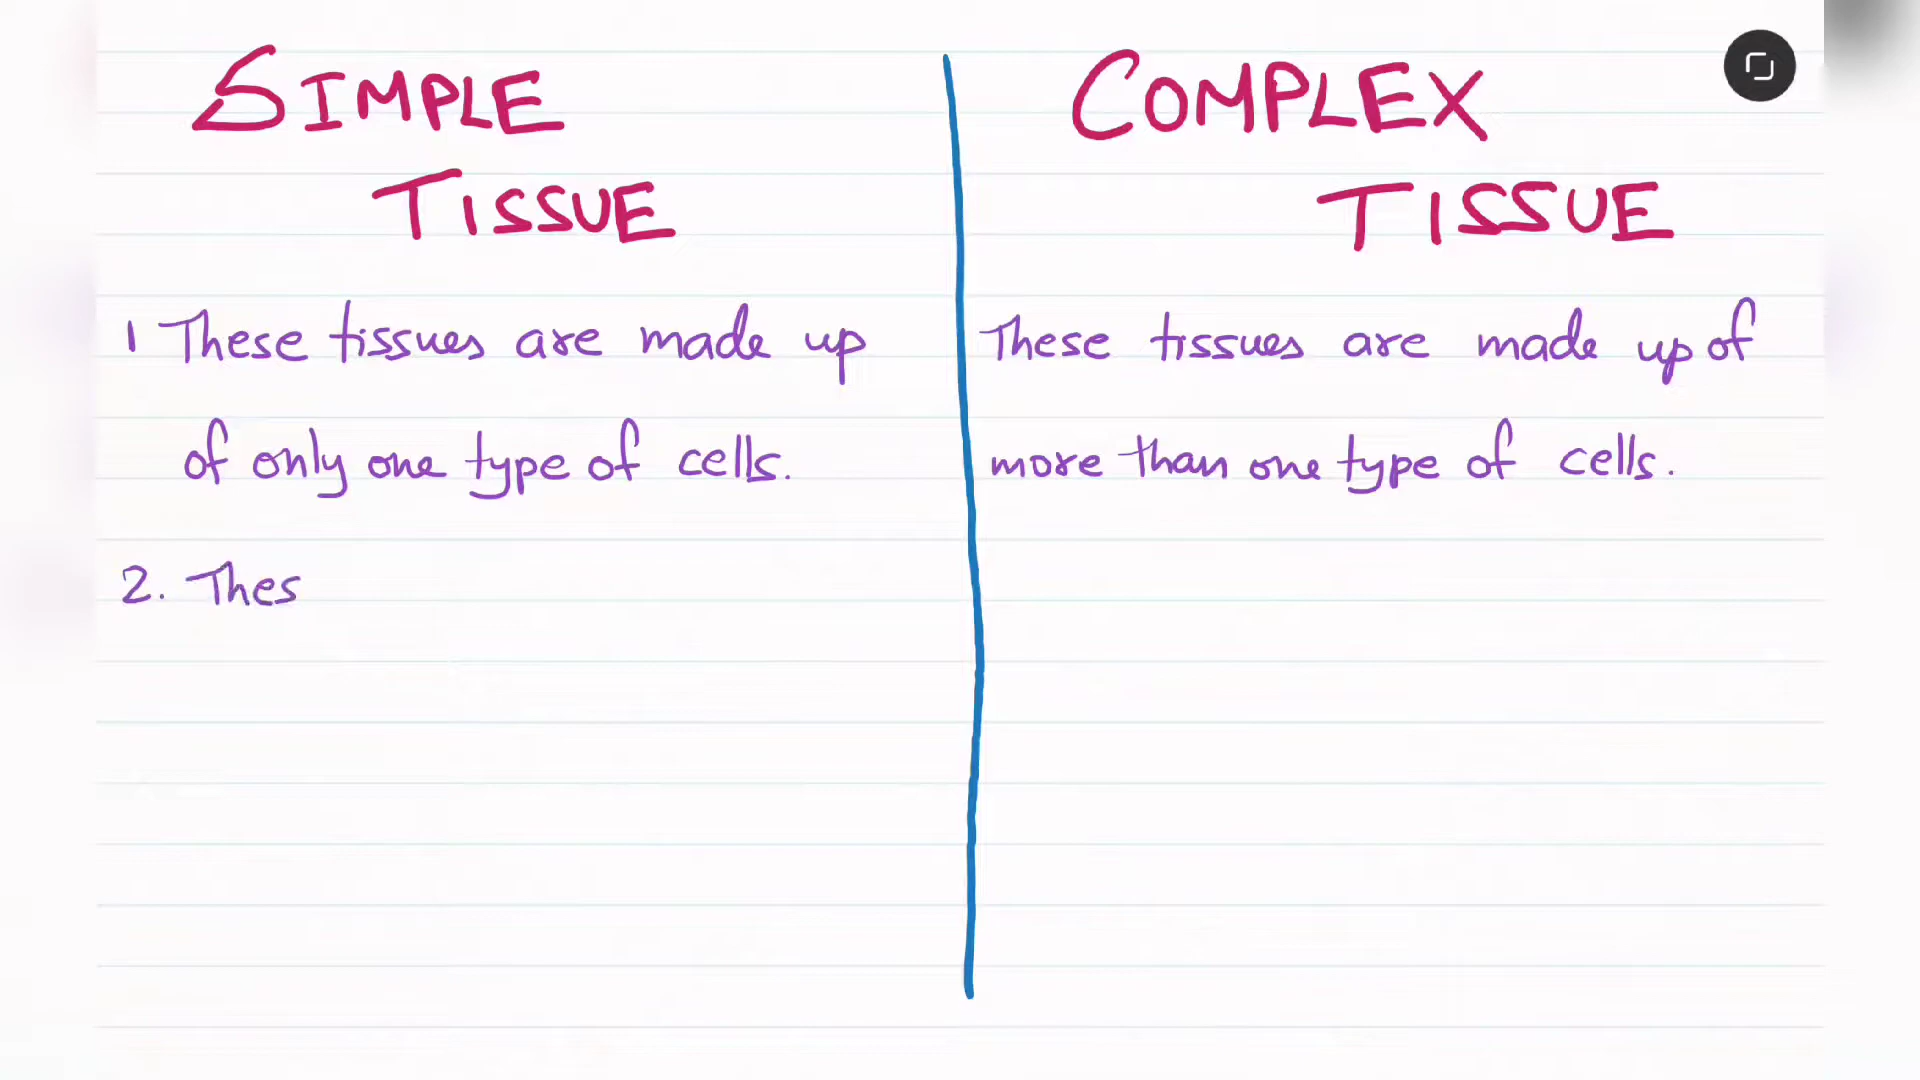 SIMPLE
TISSUE
1 These tissues are made up
of only one type of cells.
2. Thes
COMPLEX
TISSUE
These tissues are made up of
more than one type of cells.